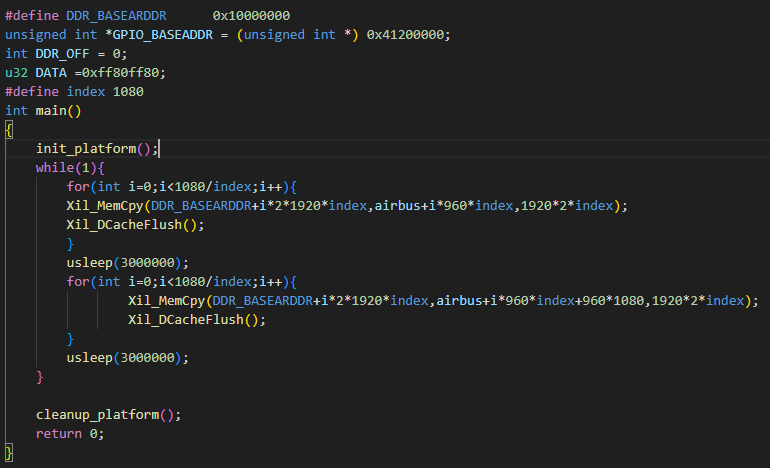 #define DDR_BASEARDDR      0x10000000
unsigned int *GPIO_BASEADDR = (unsigned int *) 0x41200000;
int DDR_OFF = 0;
u32 DATA =0xff80ff80;
#define index 1080
int main()
{
    init_platform();
    while(1){
        for(int i=0;i<1080/index;i++){
        Xil_MemCpy(DDR_BASEARDDR+i*2*1920*index,airbus+i*960*index,1920*2*index);
        Xil_DCacheFlush();
        }
        usleep(3000000);
        for(int i=0;i<1080/index;i++){
                Xil_MemCpy(DDR_BASEARDDR+i*2*1920*index,airbus+i*960*index+960*1080,1920*2*index);
                Xil_DCacheFlush();
        }
        usleep(3000000);
    }

    cleanup_platform();
    return 0;
}